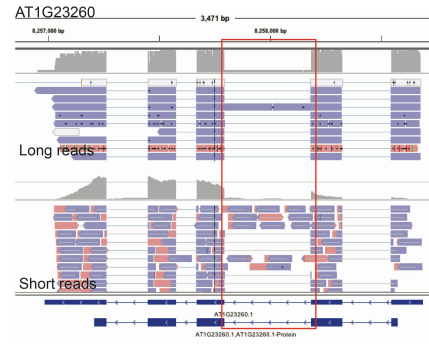 AT1G23260
3,471 bp
8,257,000 bp 8,258,000 bp
Long reads
Short reads
AT1G23260.1
AT1G23260.1,AT1G23260.1-Protein